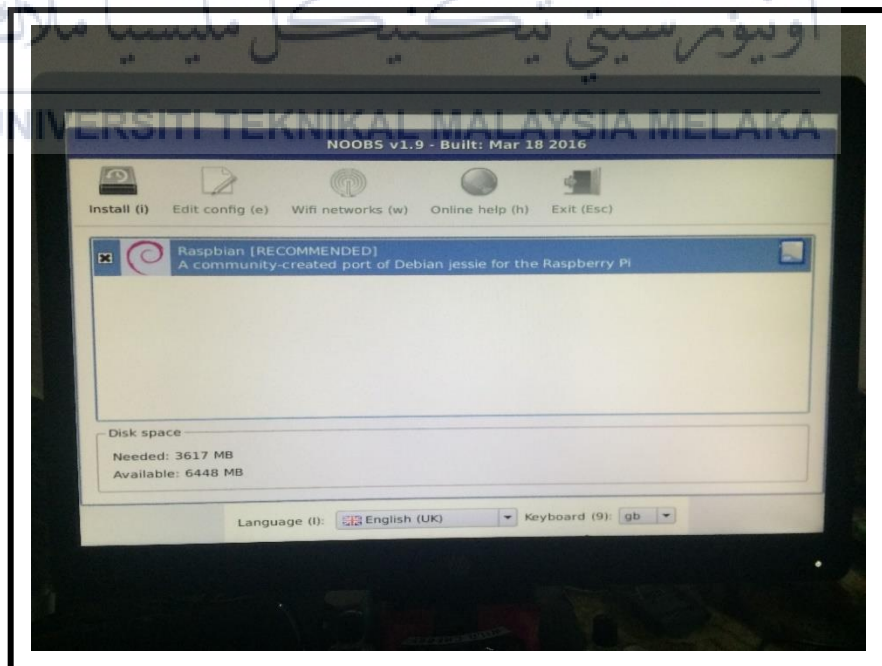 اونيورسيتي تيكنيكل مليسيا ملاك
UNIVERSITI TEKNIKAL MALAYSIA MELAKA
NOOBS v1.9 - Built: Mar 18 2016
Install (i) Edit config (e) Wifi networks (w) Online help (h) Exit (Esc)
Raspbian [RECOMMENDED]
A community-created port of Debian jessie for the Raspberry Pi
Disk space
Needed: 3617 MB
Available: 6448 MB
Language (l): English (UK) Keyboard (9): gb